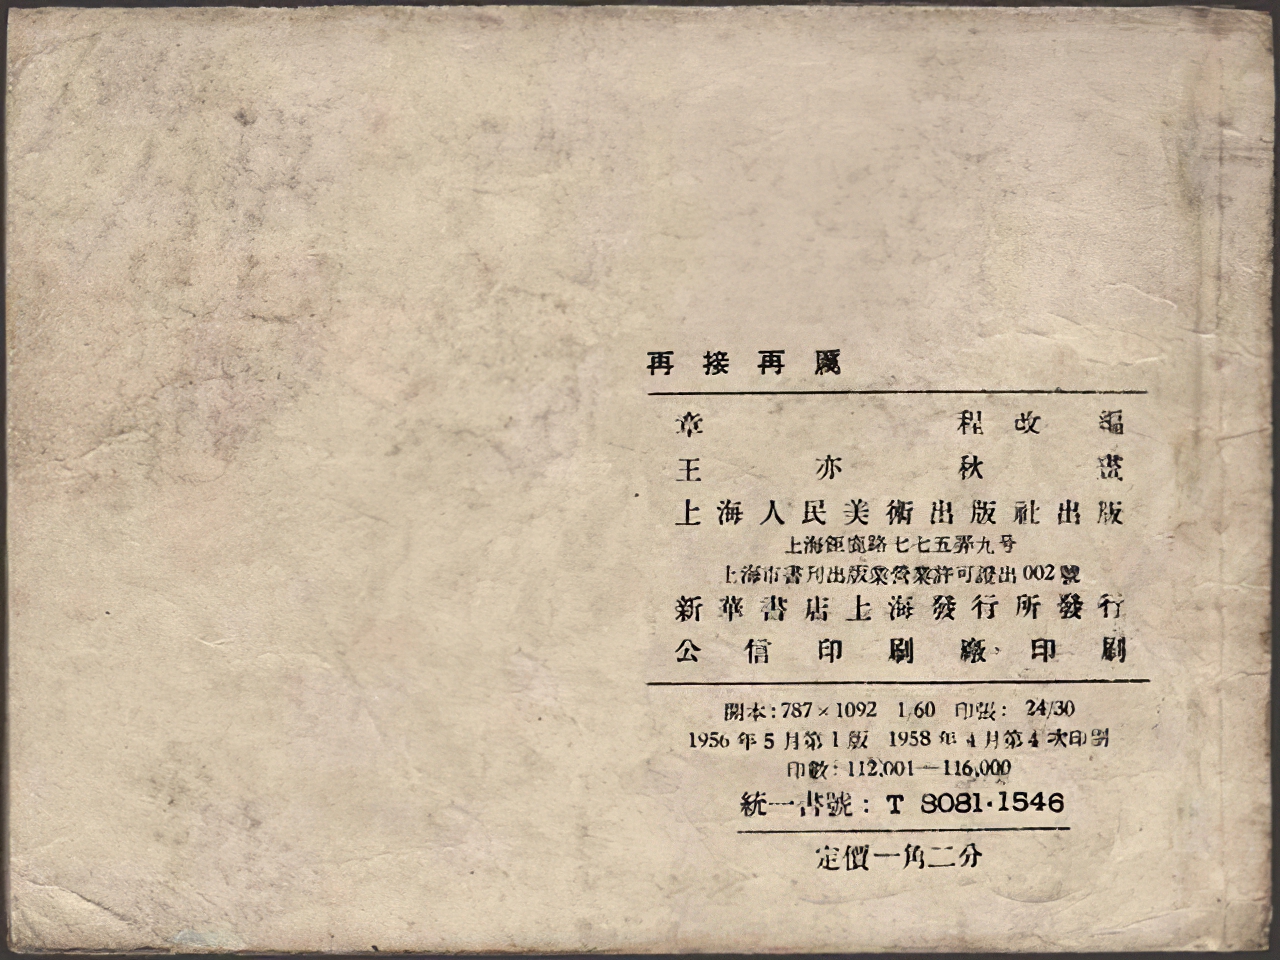 再接再厲
章程改編
王亦秋畫
上海人民美術出版社出版
上海鉅鹿路七七五弄九号
上海市書刊出版業營業許可證出002號
新華書店上海發行所發行
公信印刷廠印刷
開本:787×1092 1/60 印張: 24/30
1956年5月第1版 1958年4月第4次印刷
印數:112,001—116,000
統一書號:T 8081·1546
定價一角二分